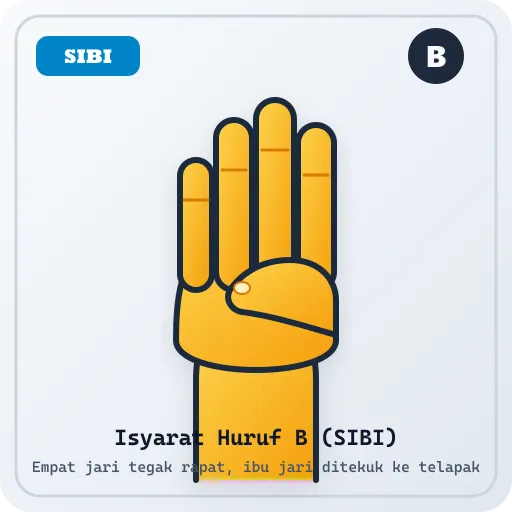 SIBI
B
Isyarat Huruf B (SIBI)
Empat jari tegak rapat, ibu jari ditekuk ke telapak